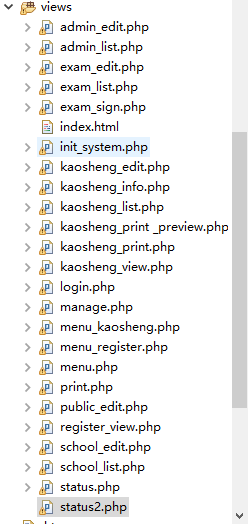 views
admin_edit.php
admin_list.php
exam_edit.php
exam_list.php
exam_sign.php
index.html
init_system.php
kaosheng_edit.php
kaosheng_info.php
kaosheng_list.php
kaosheng_print _preview.php
kaosheng_print.php
kaosheng_view.php
login.php
manage.php
menu_kaosheng.php
menu_register.php
menu.php
print.php
public_edit.php
register_view.php
school_edit.php
school_list.php
status.php
status2.php